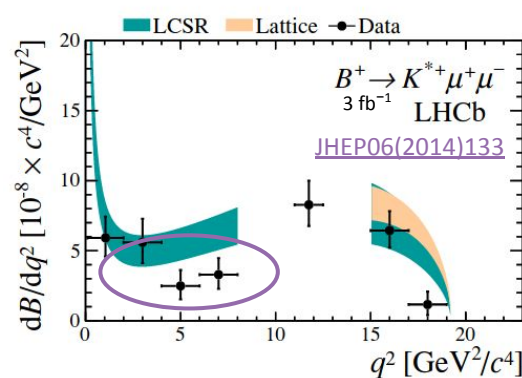 LCSR Lattice Data
dB/dq² [10⁻⁸ × c⁴/GeV²]
20
15
10
5
0
B⁺ → K*⁺μ⁺μ⁻
3 fb⁻¹
LHCb
JHEP06(2014)133
0 5 10 15 20
q² [GeV²/c⁴]